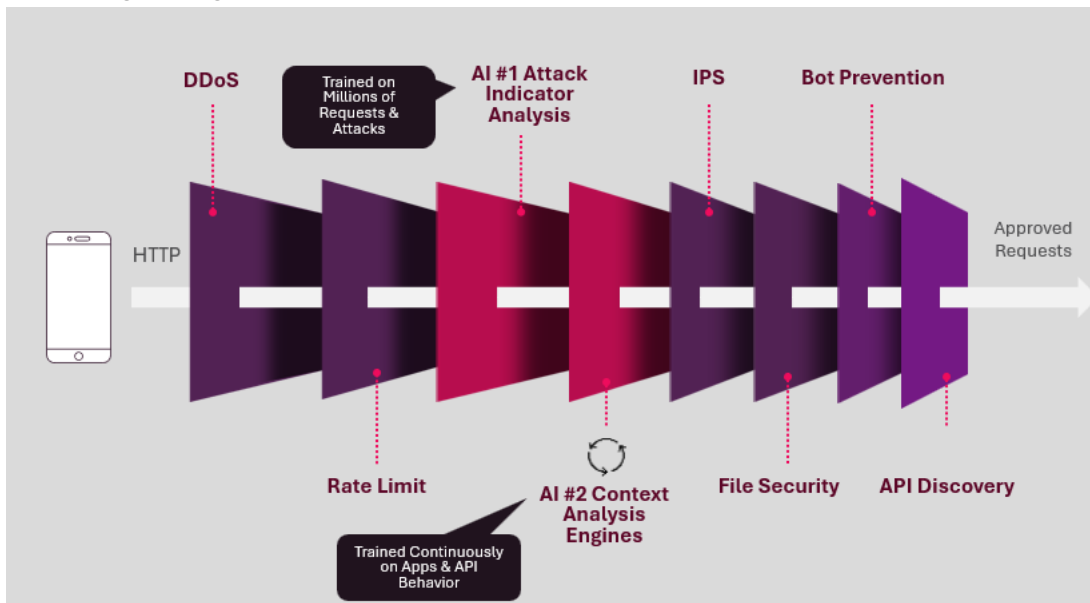 DDoS
Trained on
Millions of
Requests &
Attacks
AI #1 Attack
Indicator
Analysis
IPS
Bot Prevention
HTTP
Approved
Requests
Rate Limit
AI #2 Context
Analysis
Engines
File Security
API Discovery
Trained Continuously
on Apps & API
Behavior